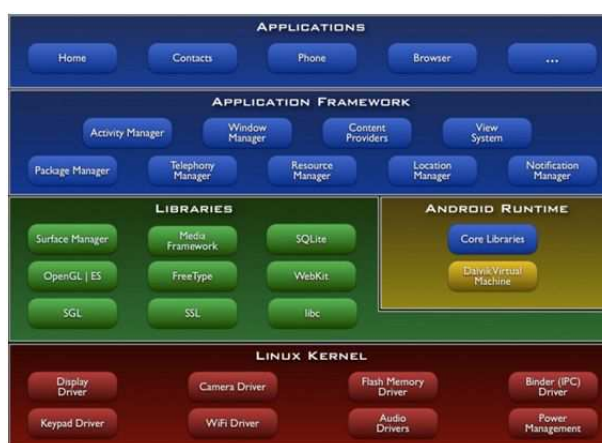 APPLICATIONS
Home
Contacts
Phone
Browser
...
APPLICATION FRAMEWORK
Activity Manager
Window
Manager
Content
Providers
View
System
Package Manager
Telephony
Manager
Resource
Manager
Location
Manager
Notification
Manager
LIBRARIES
Surface Manager
Media
Framework
SQLite
OpenGL | ES
FreeType
WebKit
SGL
SSL
libc
ANDROID RUNTIME
Core Libraries
Dalvik Virtual
Machine
LINUX KERNEL
Display
Driver
Camera Driver
Flash Memory
Driver
Binder (IPC)
Driver
Keypad Driver
WiFi Driver
Audio
Drivers
Power
Management